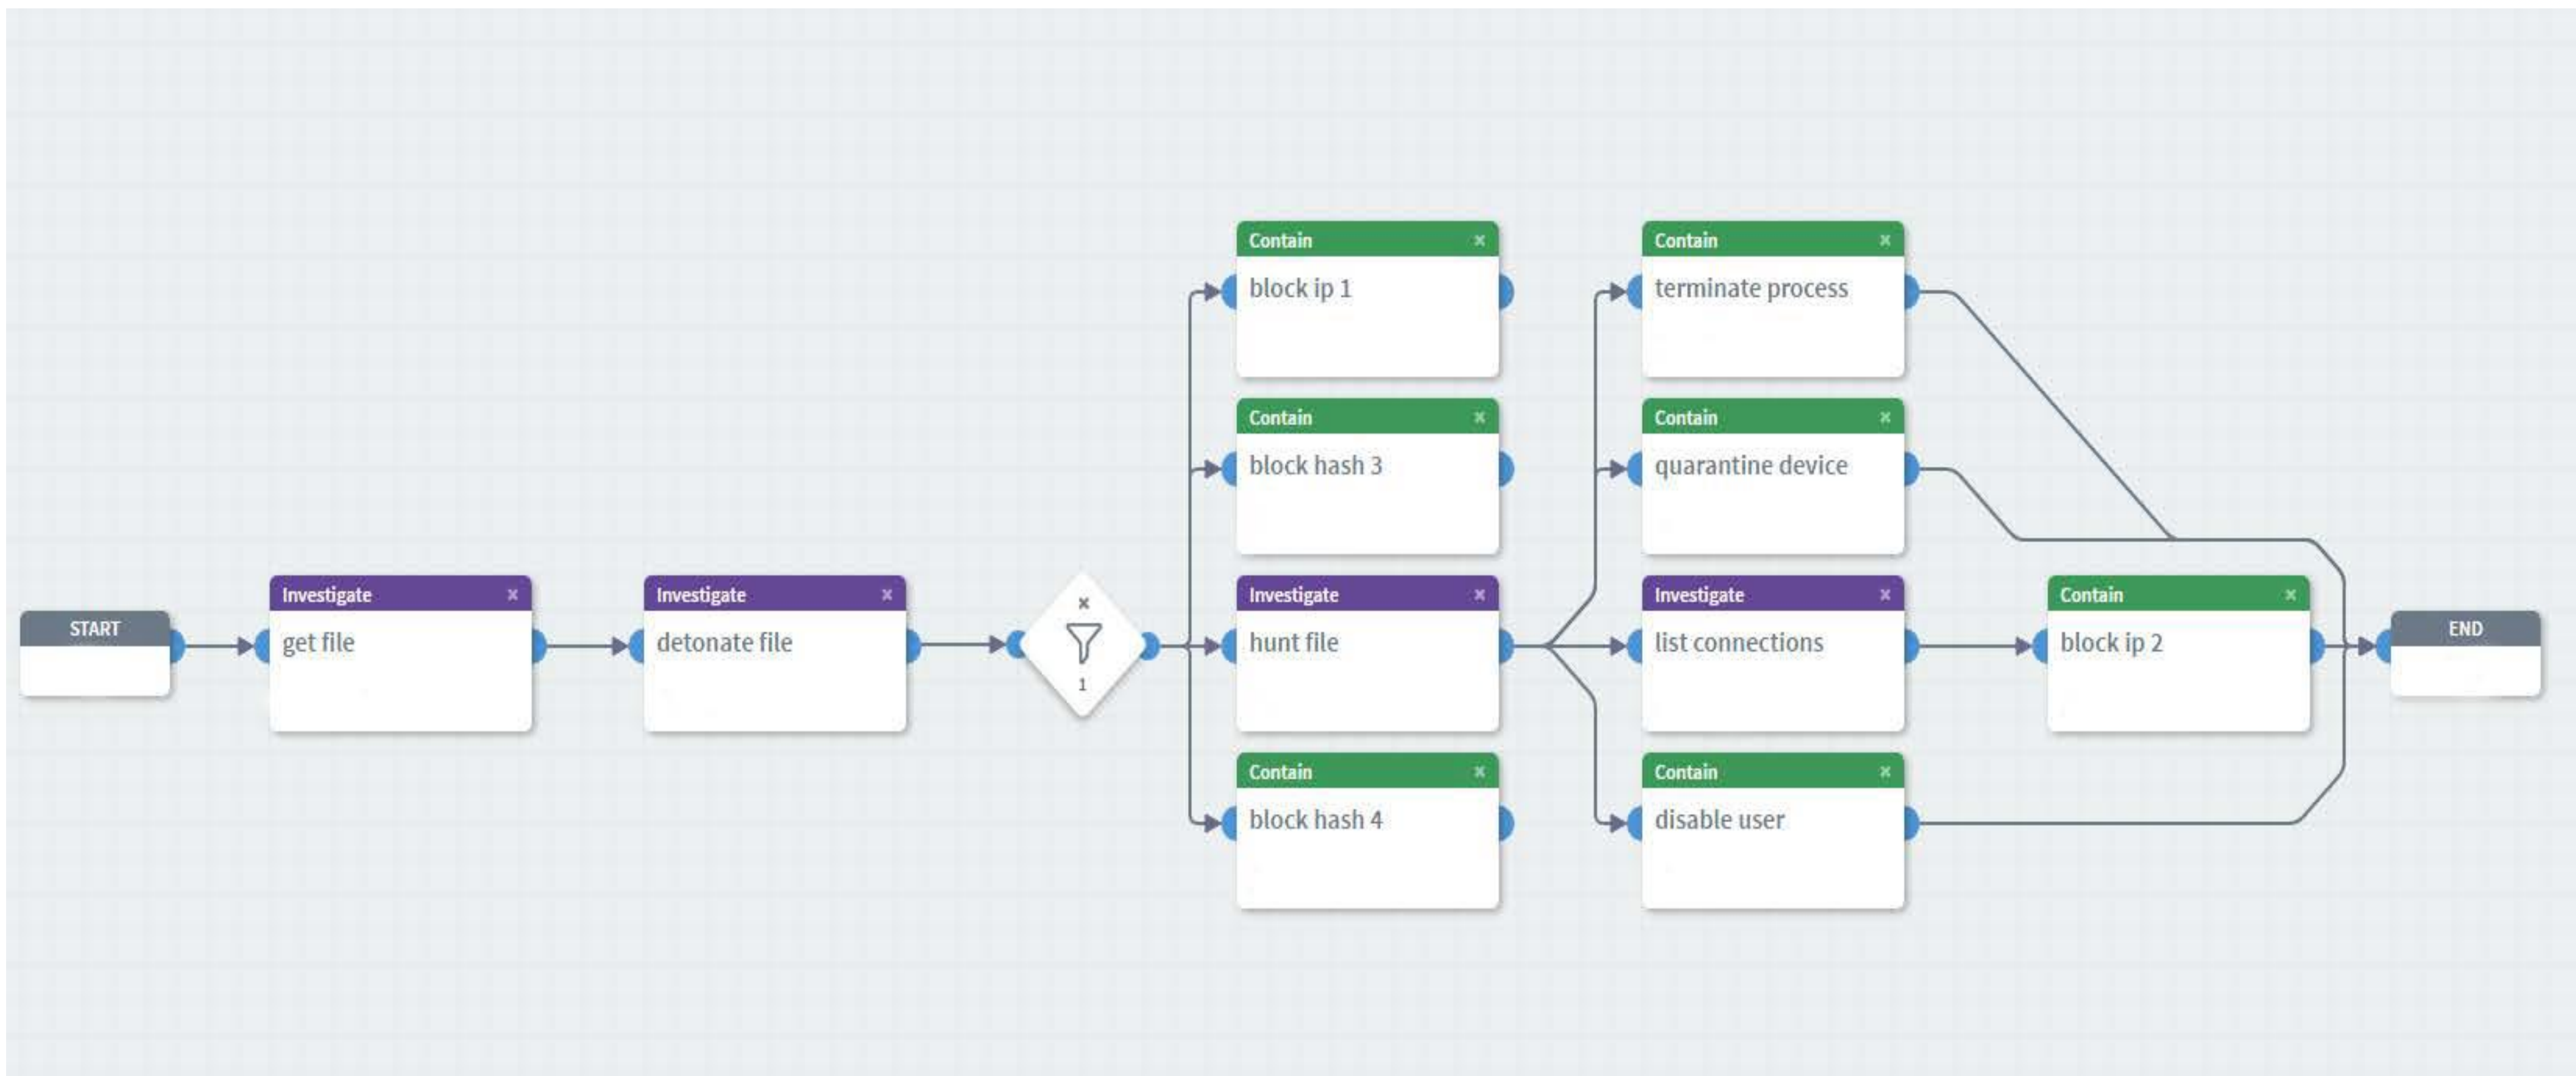 START
Investigate
get file
Investigate
detonate file
1
Contain
block ip 1
Contain
block hash 3
Investigate
hunt file
Contain
block hash 4
Contain
terminate process
Contain
quarantine device
Investigate
list connections
Contain
disable user
Contain
block ip 2
END